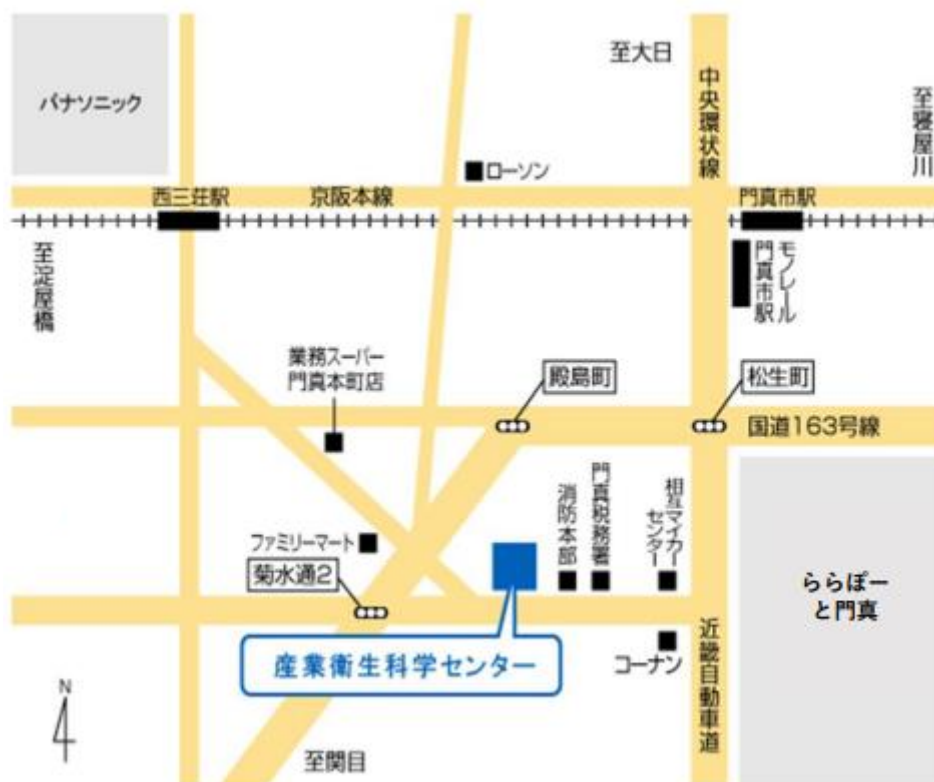 至大日
パナソニック
中央環状線
至寝屋川
ローソン
西三荘駅
京阪本線
門真市駅
至淀屋橋
モノレール
門真市駅
業務スーパー
門真本町店
殿島町
松生町
国道163号線
消防本部
門真税務署
相互マイカー
センター
ファミリーマート
菊水通2
ららぽー
と門真
産業衛生科学センター
コーナン
近畿自動車道
N
至関目